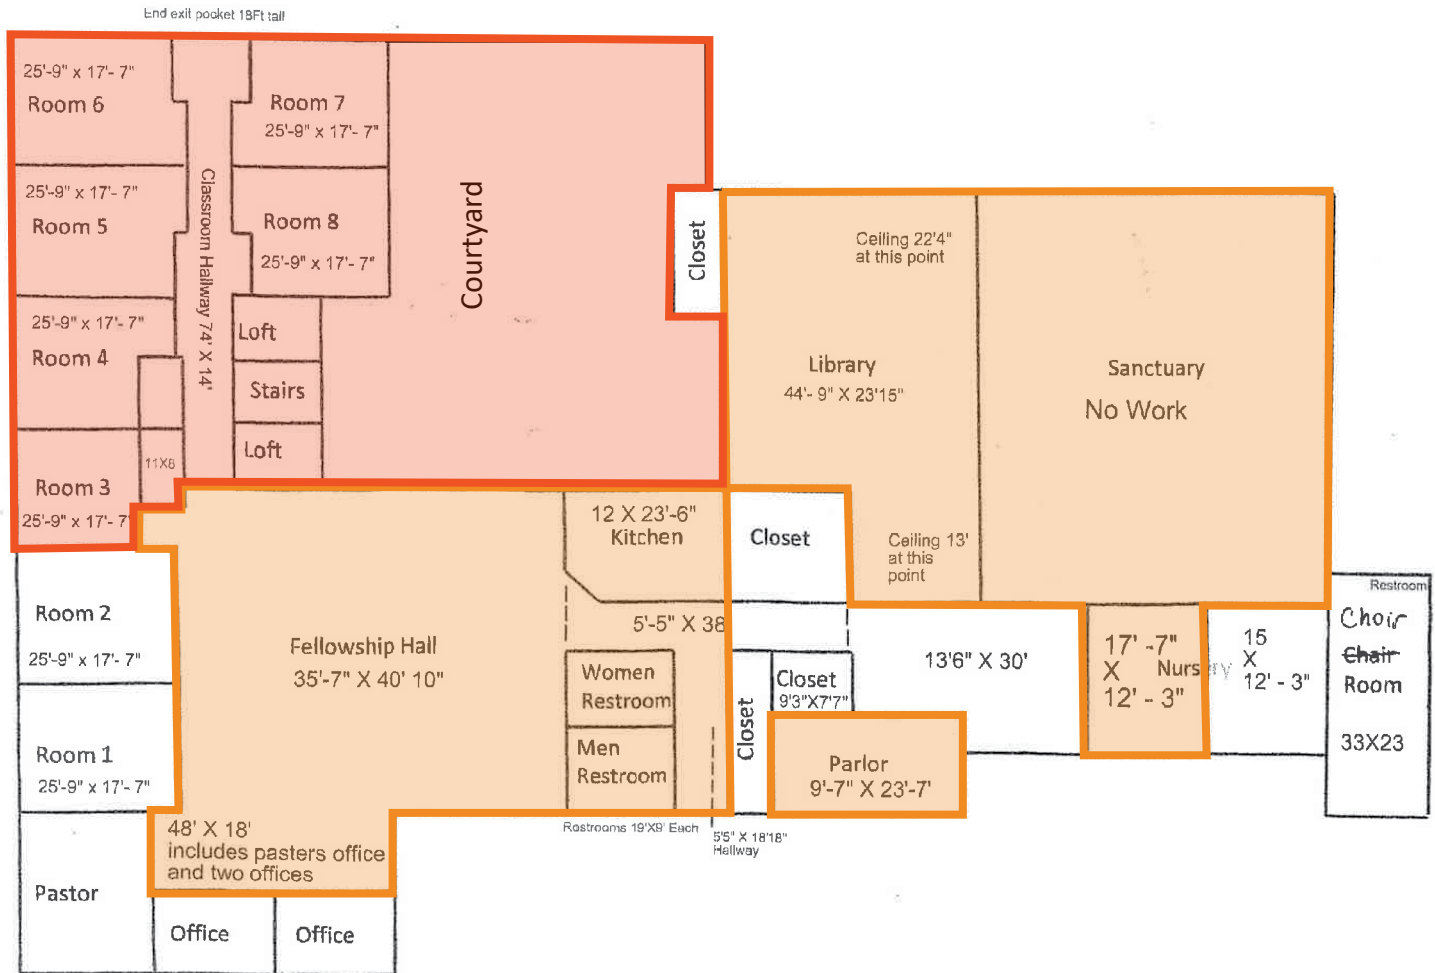 End exit pocket 18Ft tall
25'-9" x 17'- 7"
Room 6
Room 7
25'-9" x 17'- 7"
25'-9" x 17'- 7"
Room 5
Room 8
25'-9" x 17'- 7"
Classroom Hallway 74' X 14'
Courtyard
Closet
Ceiling 22'4"
at this point
25'-9" x 17'- 7"
Room 4
Loft
Stairs
Loft
Library
44'- 9" X 23'15"
Sanctuary
No Work
11X8
Room 3
25'-9" x 17'- 7"
12 X 23'-6"
Kitchen
Closet
Ceiling 13'
at this
point
Restroom
Choir
Chair
Room
33X23
Room 2
25'-9" x 17'- 7"
Fellowship Hall
35'-7" X 40' 10"
5'-5" X 38
Women
Restroom
Men
Restroom
Closet
Closet
9'3"X7'7"
13'6" X 30'
17' -7"
X
12' - 3"
Nursery
15
X
12' - 3"
Room 1
25'-9" x 17'- 7"
Parlor
9'-7" X 23'-7'
48' X 18'
includes pasters office
and two offices
Rostrooms 19'X9' Each
5'5" X 18'18"
Hallway
Pastor
Office
Office